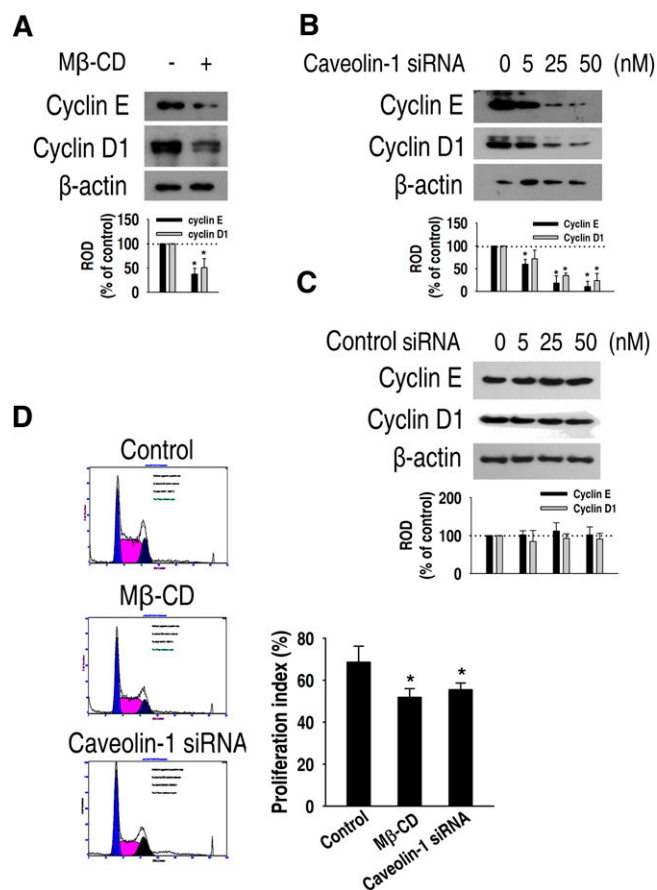 A
Mβ-CD - +
Cyclin E
Cyclin D1
β-actin
150
100
50
0
ROD
(% of control)
cyclin E
cyclin D1
* *
B
Caveolin-1 siRNA 0 5 25 50 (nM)
Cyclin E
Cyclin D1
β-actin
150
100
50
0
ROD
(% of control)
Cyclin E
Cyclin D1
* * * * *
C
Control siRNA 0 5 25 50 (nM)
Cyclin E
Cyclin D1
β-actin
200
100
0
ROD
(% of control)
Cyclin E
Cyclin D1
D
Control
Mβ-CD
Caveolin-1 siRNA
Proliferation index (%)
80
60
40
20
0
* *
Control
Mβ-CD
Caveolin-1 siRNA